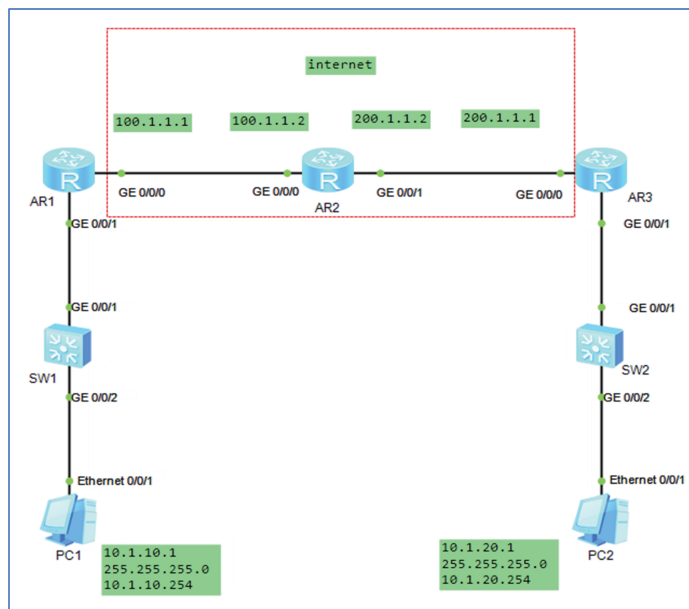 internet
100.1.1.1
100.1.1.2
200.1.1.2
200.1.1.1
R
R
R
GE 0/0/0
GE 0/0/0
GE 0/0/1
GE 0/0/0
AR1
AR2
AR3
GE 0/0/1
GE 0/0/1
GE 0/0/1
GE 0/0/1
SW1
SW2
GE 0/0/2
GE 0/0/2
Ethernet 0/0/1
Ethernet 0/0/1
PC1
10.1.10.1
255.255.255.0
10.1.10.254
10.1.20.1
255.255.255.0
10.1.20.254
PC2